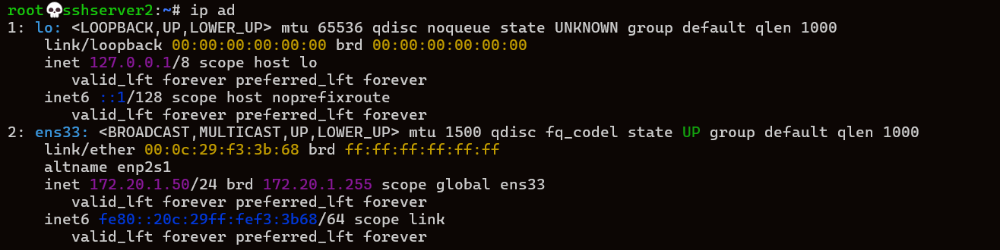 root💀sshserver2:~# ip ad
1: lo: <LOOPBACK,UP,LOWER_UP> mtu 65536 qdisc noqueue state UNKNOWN group default qlen 1000
    link/loopback 00:00:00:00:00:00 brd 00:00:00:00:00:00
    inet 127.0.0.1/8 scope host lo
       valid_lft forever preferred_lft forever
    inet6 ::1/128 scope host noprefixroute
       valid_lft forever preferred_lft forever
2: ens33: <BROADCAST,MULTICAST,UP,LOWER_UP> mtu 1500 qdisc fq_codel state UP group default qlen 1000
    link/ether 00:0c:29:f3:3b:68 brd ff:ff:ff:ff:ff:ff
    altname enp2s1
    inet 172.20.1.50/24 brd 172.20.1.255 scope global ens33
       valid_lft forever preferred_lft forever
    inet6 fe80::20c:29ff:fef3:3b68/64 scope link
       valid_lft forever preferred_lft forever